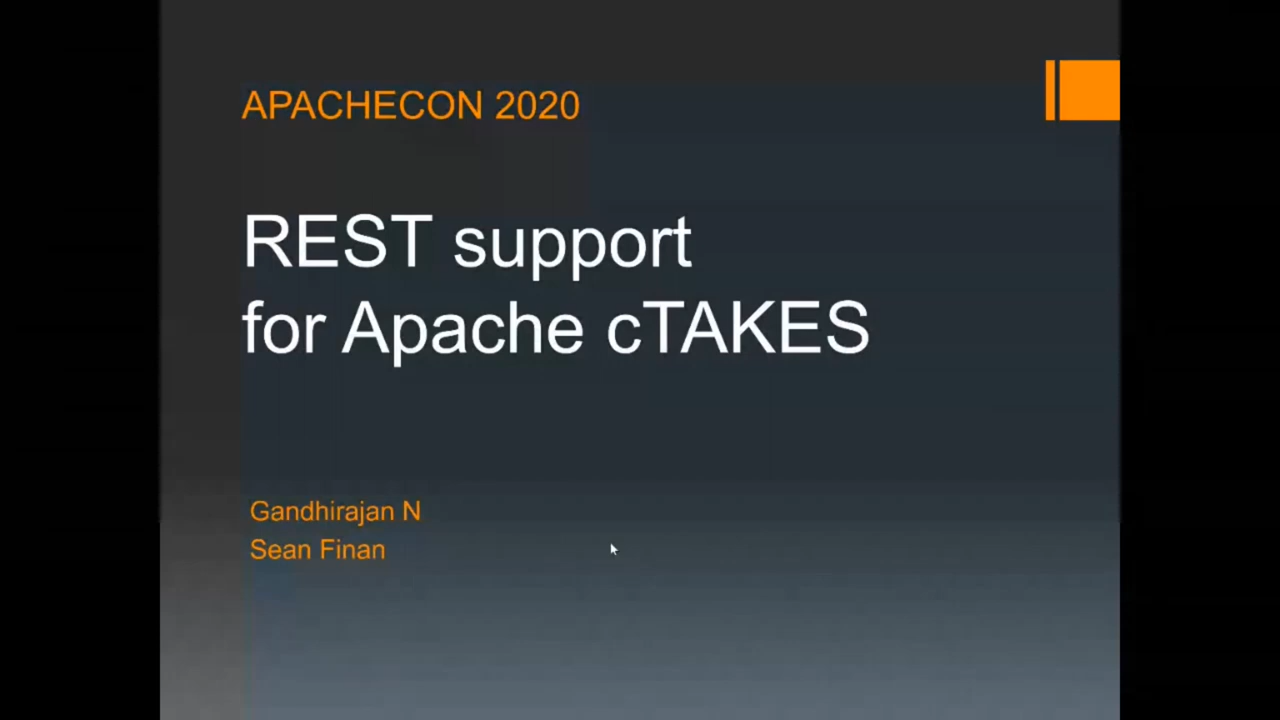 APACHECON 2020
REST support
for Apache cTAKES
Gandhirajan N
Sean Finan